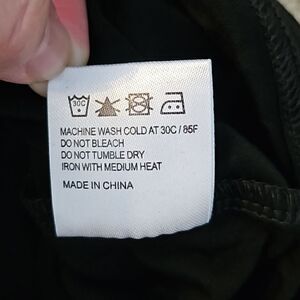 30C
MACHINE WASH COLD AT 30C / 85F
DO NOT BLEACH
DO NOT TUMBLE DRY
IRON WITH MEDIUM HEAT
MADE IN CHINA